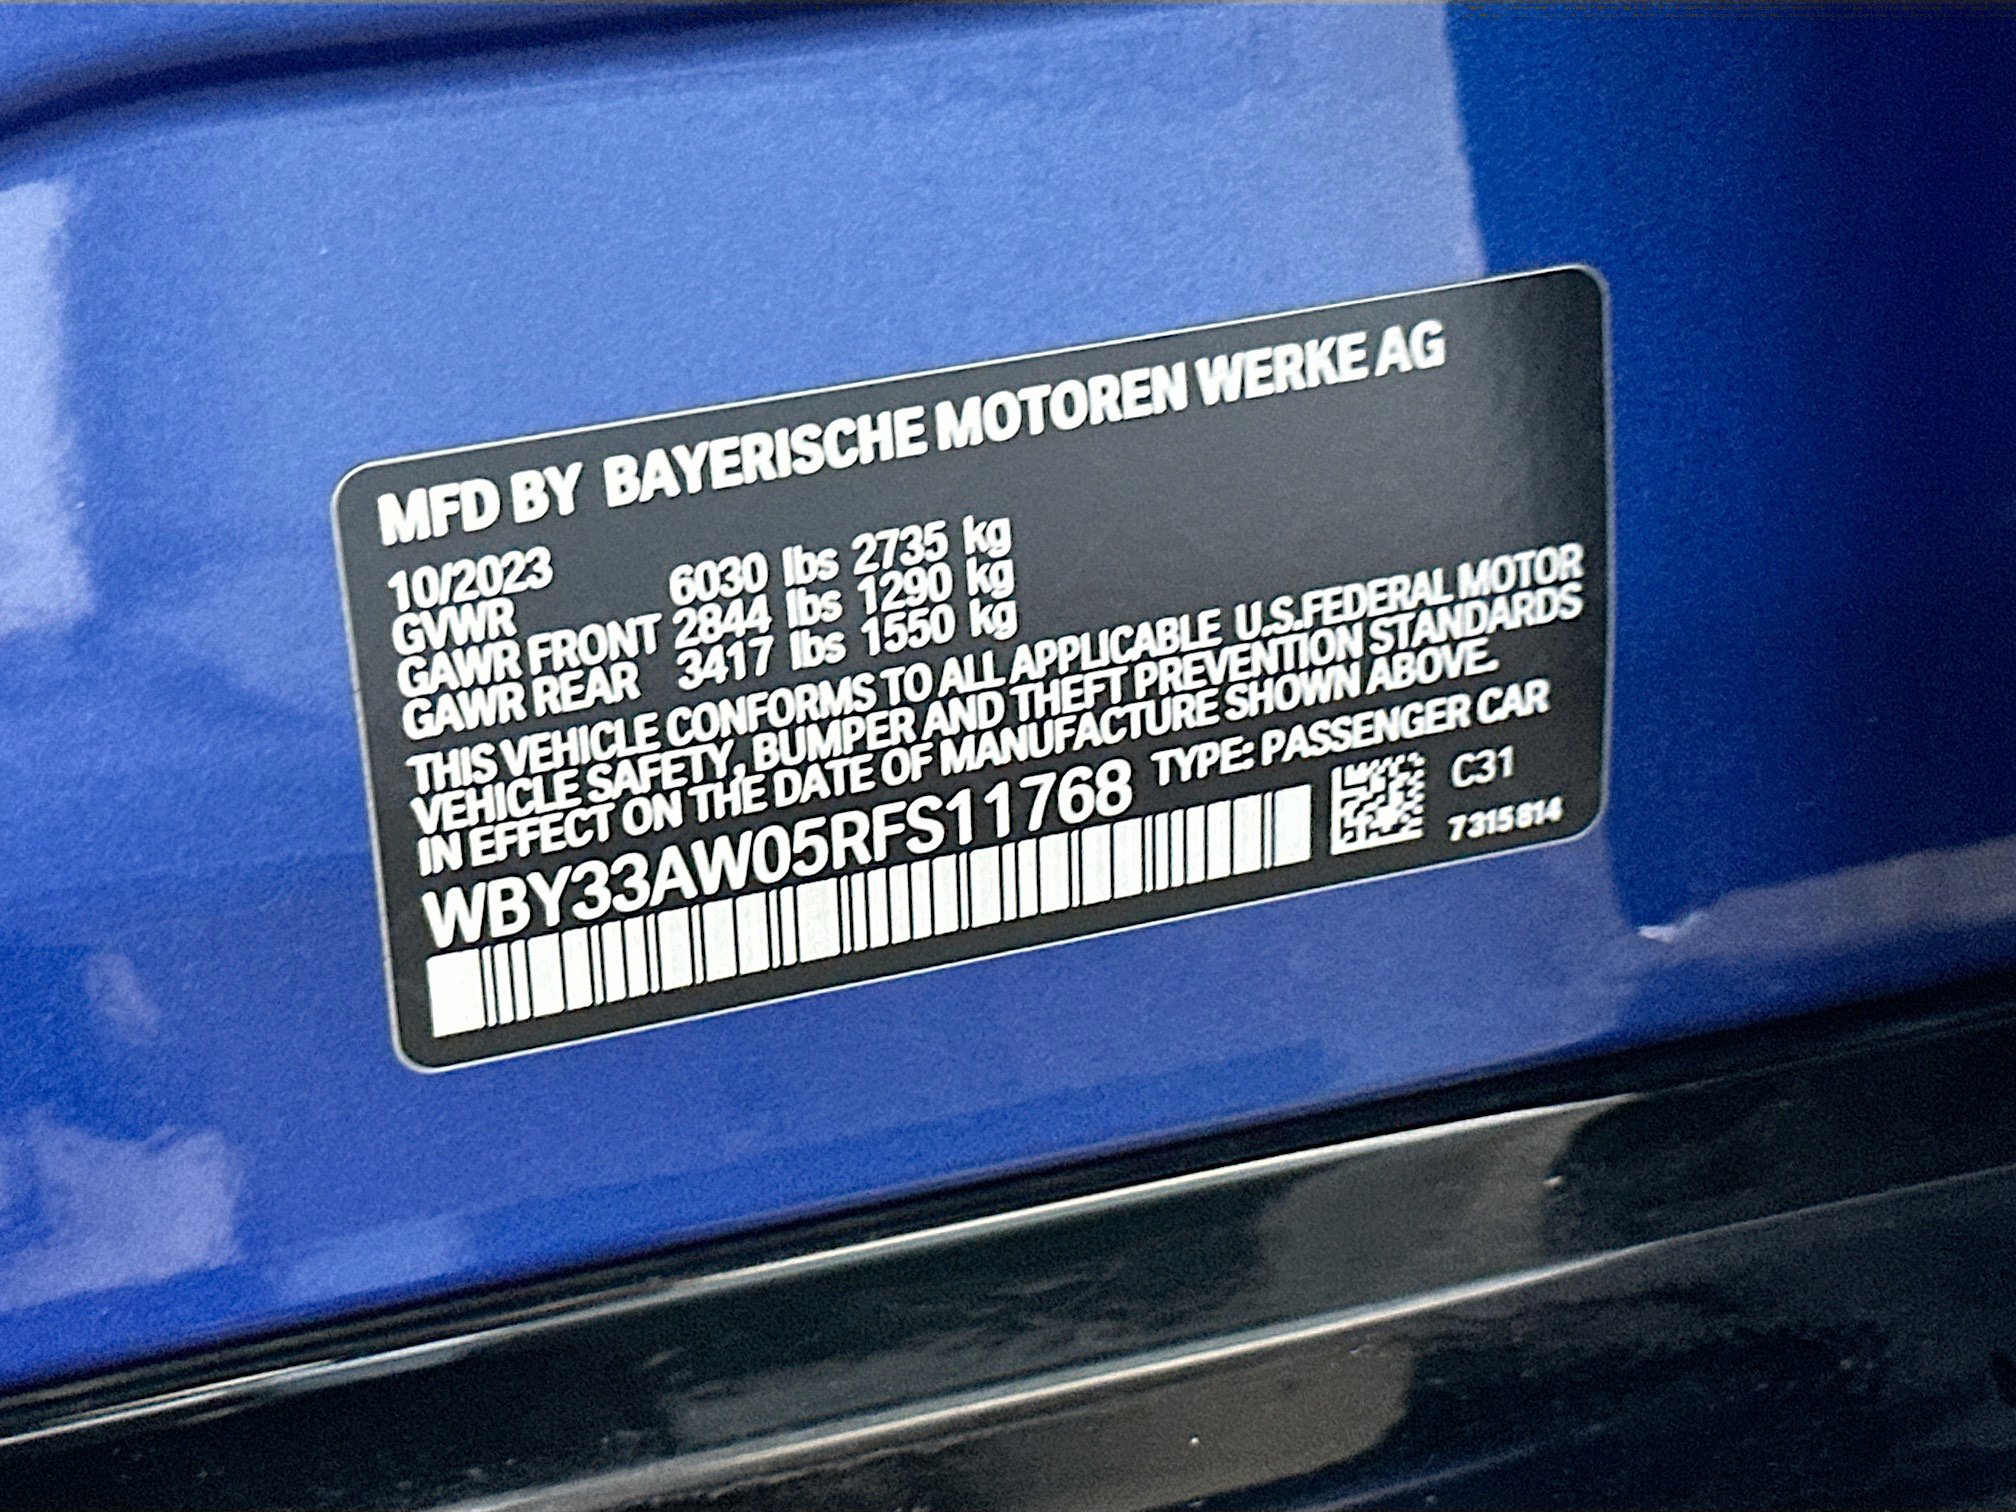 MFD BY BAYERISCHE MOTOREN WERKE AG
10/2023
GVWR 6030 lbs 2735 kg
GAWR FRONT 2844 lbs 1290 kg
GAWR REAR 3417 lbs 1550 kg
THIS VEHICLE CONFORMS TO ALL APPLICABLE U.S.FEDERAL MOTOR
VEHICLE SAFETY, BUMPER AND THEFT PREVENTION STANDARDS
IN EFFECT ON THE DATE OF MANUFACTURE SHOWN ABOVE.
WBY33AW05RFS11768 TYPE: PASSENGER CAR
C31
7315814